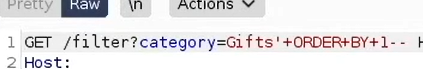 Pretty Raw \n Actions
1 GET /filter?category=Gifts'+ORDER+BY+1-- H
2 Host: